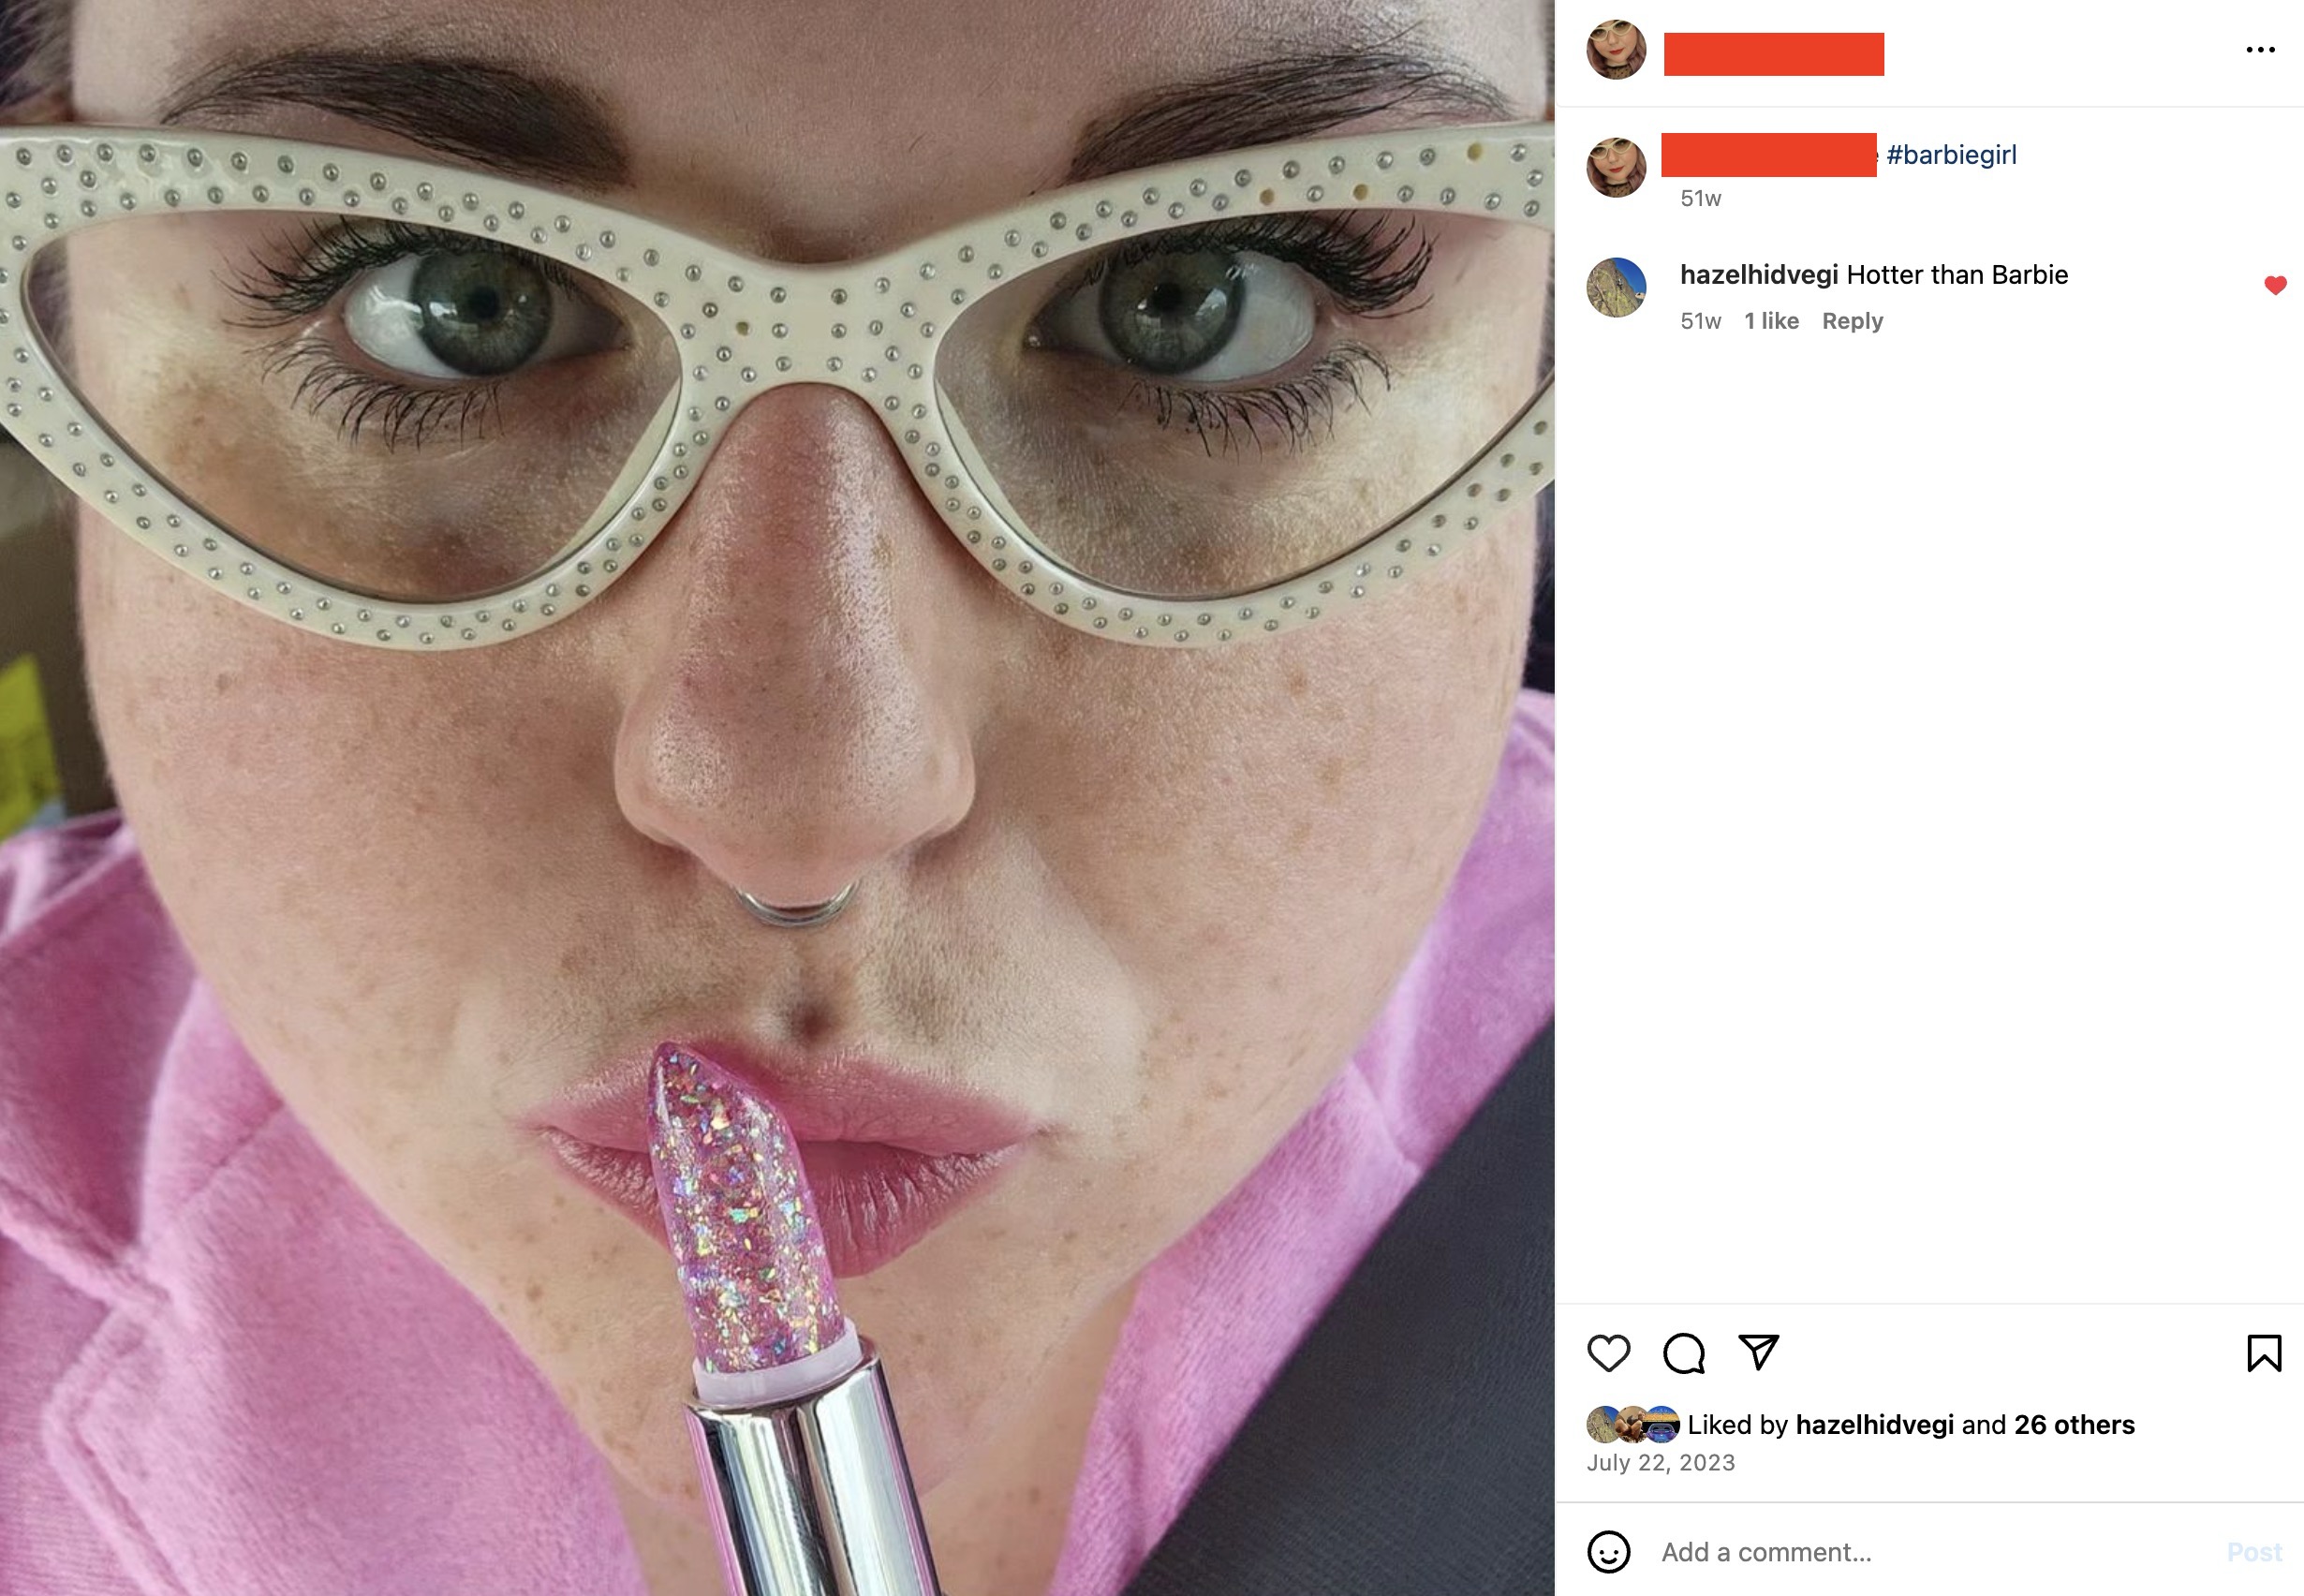 #barbiegirl
51w
hazelhidvegi Hotter than Barbie
51w 1 like Reply
Liked by hazelhidvegi and 26 others
July 22, 2023
Add a comment...
Post